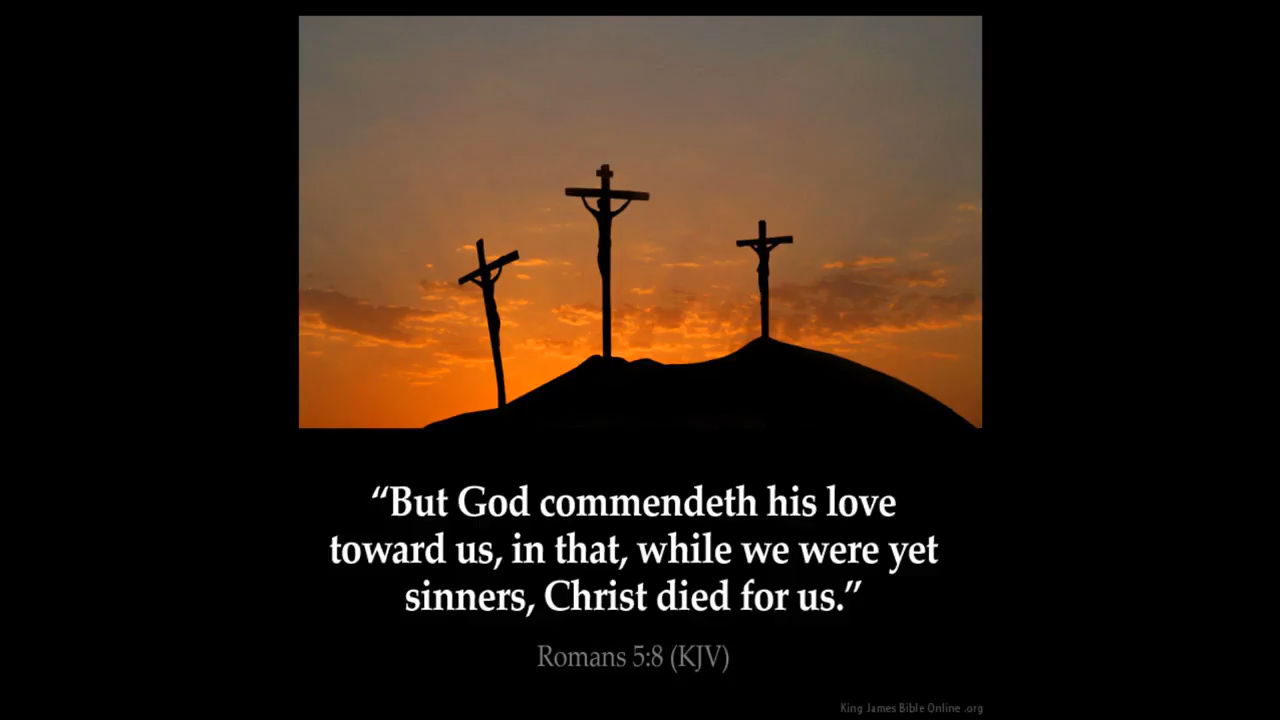 “But God commendeth his love
toward us, in that, while we were yet
sinners, Christ died for us.”
Romans 5:8 (KJV)
King James Bible Online .org